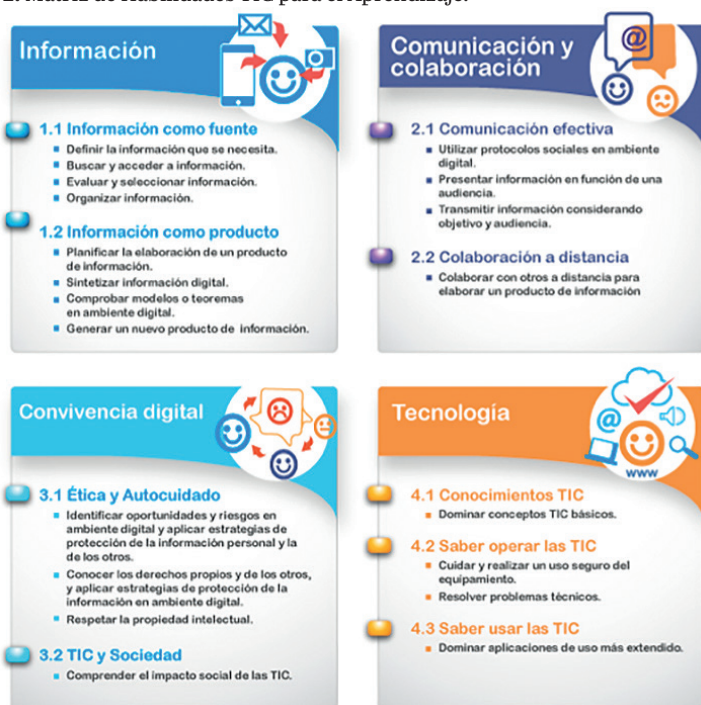 2. Matriz de Habilidades TIC para el Aprendizaje.
Información
1.1 Información como fuente
Definir la información que se necesita.
Buscar y acceder a información.
Evaluar y seleccionar información.
Organizar información.
1.2 Información como producto
Planificar la elaboración de un producto
de información.
Sintetizar información digital.
Comprobar modelos o teoremas
en ambiente digital.
Generar un nuevo producto de información.
Comunicación y
colaboración
@
2.1 Comunicación efectiva
Utilizar protocolos sociales en ambiente
digital.
Presentar información en función de una
audiencia.
Transmitir información considerando
objetivo y audiencia.
2.2 Colaboración a distancia
Colaborar con otros a distancia para
elaborar un producto de información
Convivencia digital
3.1 Ética y Autocuidado
Identificar oportunidades y riesgos en
ambiente digital y aplicar estrategias de
protección de la información personal y la
de los otros.
Conocer los derechos propios y de los otros,
y aplicar estrategias de protección de la
información en ambiente digital.
Respetar la propiedad intelectual.
3.2 TIC y Sociedad
Comprender el impacto social de las TIC.
Tecnología
@
www
4.1 Conocimientos TIC
Dominar conceptos TIC básicos.
4.2 Saber operar las TIC
Cuidar y realizar un uso seguro del
equipamiento.
Resolver problemas técnicos.
4.3 Saber usar las TIC
Dominar aplicaciones de uso más extendido.